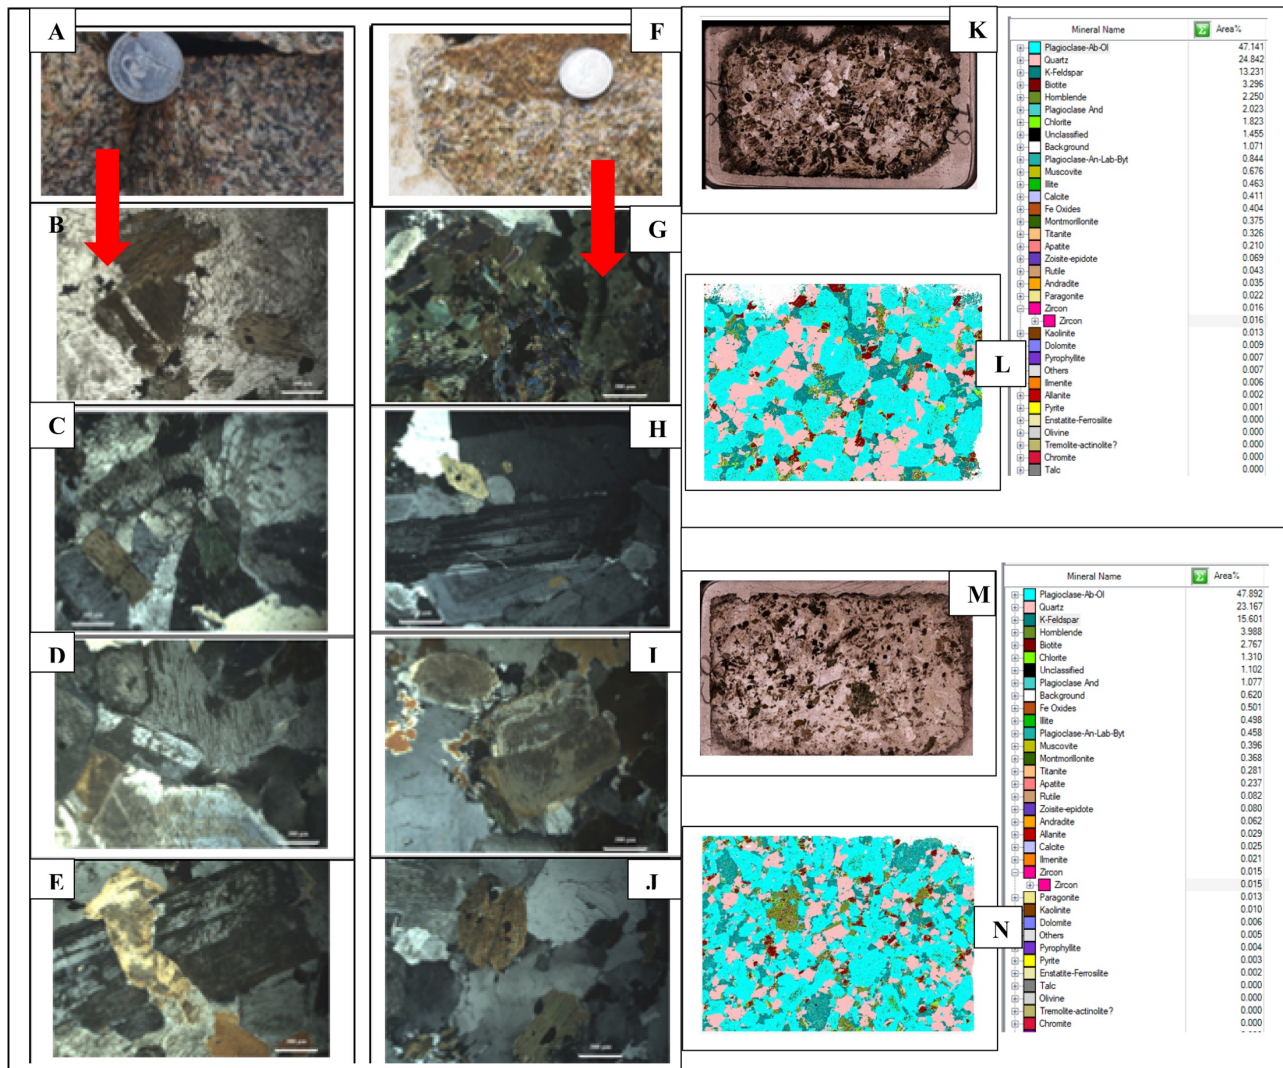 A
B
C
D
E
F
G
H
I
J
K
Mineral Name Σ Area%
Plagioclase-Ab-Ol 47.141
Quartz 24.842
K-Feldspar 13.231
Biotite 3.296
Hornblende 2.250
Plagioclase And 2.023
Chlorite 1.823
Unclassified 1.455
Background 1.071
Plagioclase-An-Lab-Byt 0.844
Muscovite 0.676
Illite 0.463
Calcite 0.411
Fe Oxides 0.404
Montmorillonite 0.375
Titanite 0.326
Apatite 0.210
Zoisite-epidote 0.069
Rutile 0.043
Andradite 0.035
Paragonite 0.022
Zircon 0.016
Zircon 0.016
Kaolinite 0.013
Dolomite 0.009
Pyrophyllite 0.007
Others 0.007
Ilmenite 0.006
Allanite 0.002
Pyrite 0.001
Enstatite-Ferrosilite 0.000
Olivine 0.000
Tremolite-actinolite? 0.000
Chromite 0.000
Talc 0.000
L
M
Mineral Name Σ Area%
Plagioclase-Ab-Ol 47.892
Quartz 23.167
K-Feldspar 15.601
Hornblende 3.988
Biotite 2.767
Chlorite 1.310
Unclassified 1.102
Plagioclase And 1.077
Background 0.620
Fe Oxides 0.501
Illite 0.498
Plagioclase-An-Lab-Byt 0.458
Muscovite 0.396
Montmorillonite 0.368
Titanite 0.281
Apatite 0.237
Rutile 0.082
Zoisite-epidote 0.080
Andradite 0.062
Allanite 0.029
Calcite 0.025
Ilmenite 0.021
Zircon 0.015
Zircon 0.015
Paragonite 0.013
Kaolinite 0.010
Dolomite 0.006
Others 0.005
Pyrophyllite 0.004
Pyrite 0.003
Enstatite-Ferrosilite 0.002
Talc 0.000
Olivine 0.000
Tremolite-actinolite? 0.000
Chromite 0.000
N